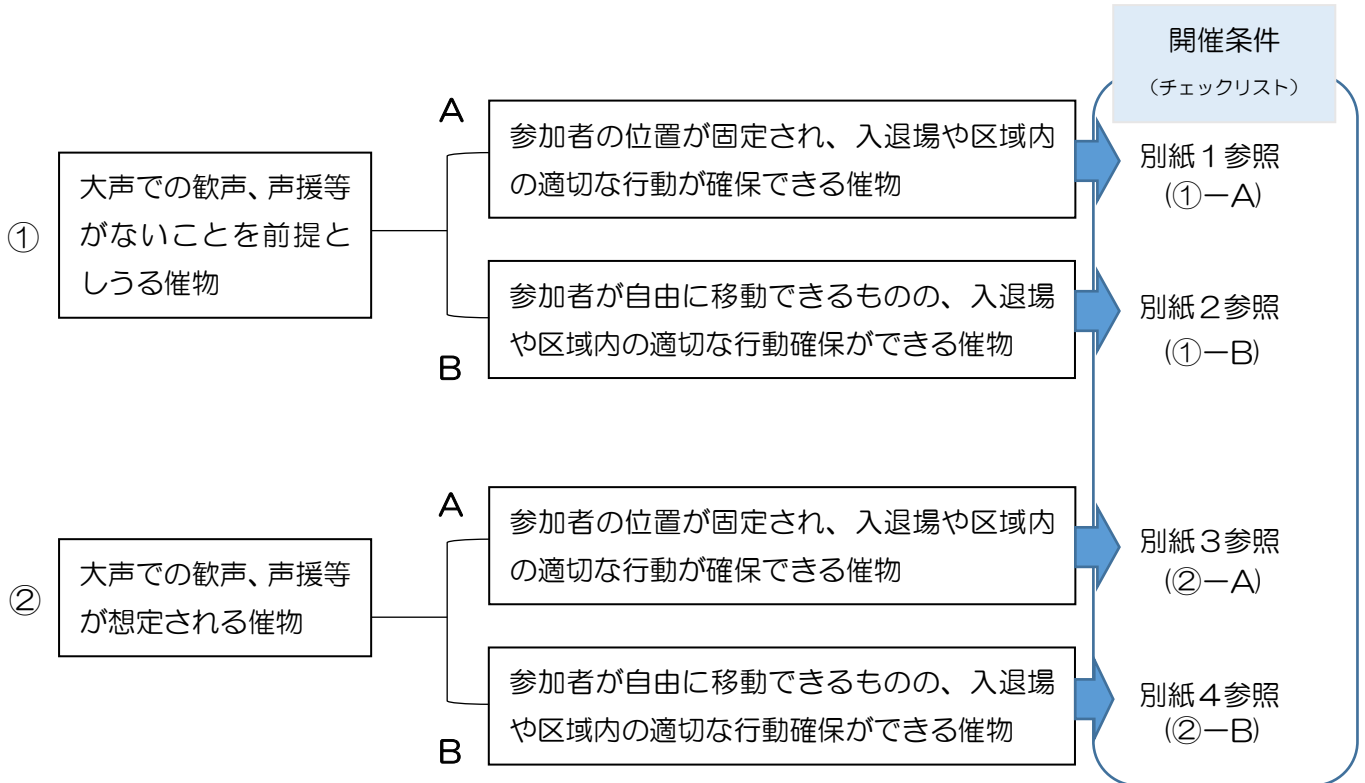 開催条件
（チェックリスト）
A
参加者の位置が固定され、入退場や区域内
の適切な行動が確保できる催物
別紙１参照
(①ーA)
①
大声での歓声、声援等
がないことを前提と
しうる催物
参加者が自由に移動できるものの、入退場
や区域内の適切な行動確保ができる催物
B
別紙２参照
(①ーB)
A
参加者の位置が固定され、入退場や区域内
の適切な行動が確保できる催物
別紙３参照
(②ーA)
②
大声での歓声、声援等
が想定される催物
参加者が自由に移動できるものの、入退場
や区域内の適切な行動確保ができる催物
B
別紙４参照
(②ーB)